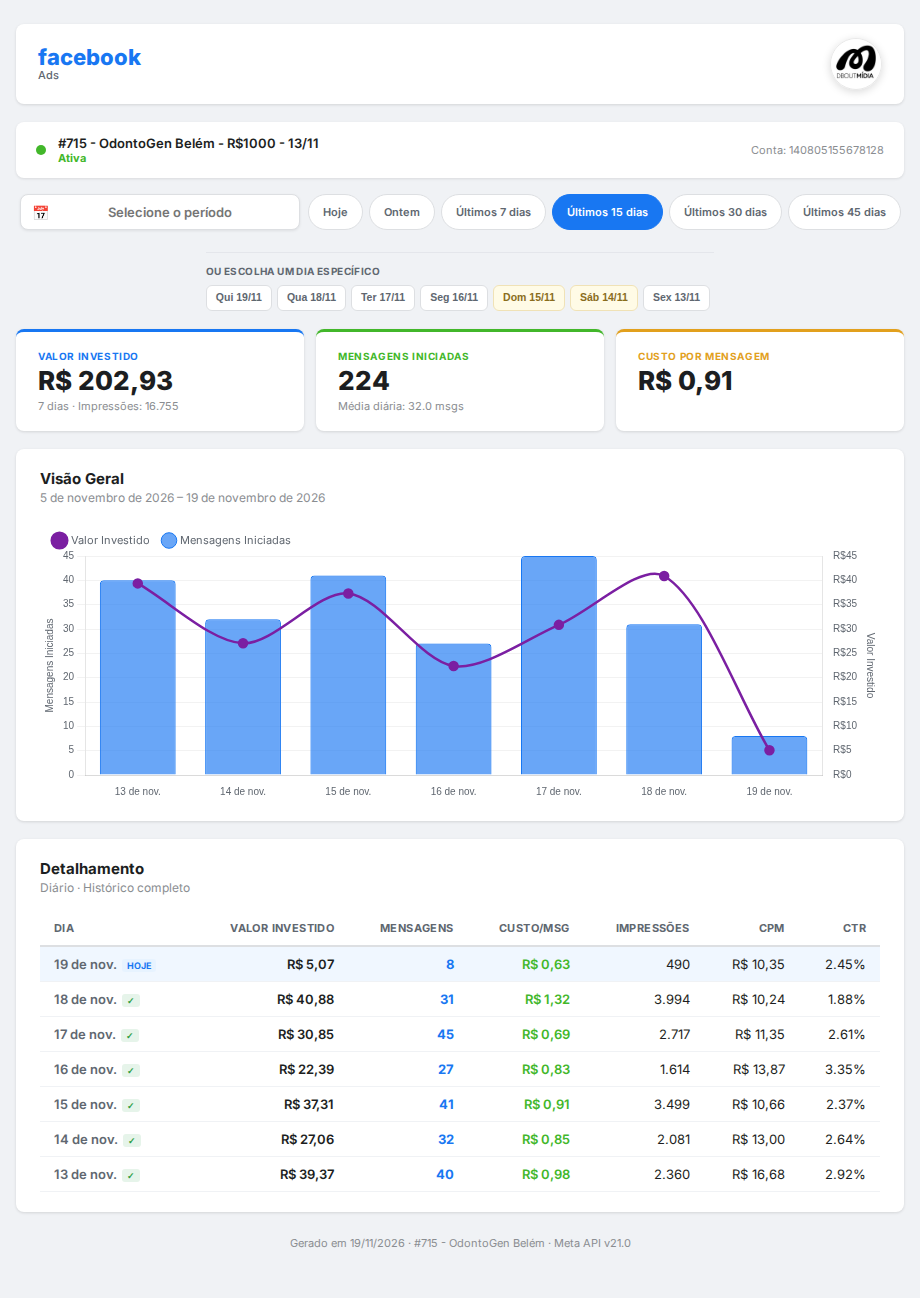 facebook
Ads
DBOUTMÍDIA
#715 - OdontoGen Belém - R$1000 - 13/11
Ativa
Conta: 140805155678128
📅 Selecione o período
Hoje
Ontem
Últimos 7 dias
Últimos 15 dias
Últimos 30 dias
Últimos 45 dias
OU ESCOLHA UM DIA ESPECÍFICO
Qui 19/11
Qua 18/11
Ter 17/11
Seg 16/11
Dom 15/11
Sáb 14/11
Sex 13/11
VALOR INVESTIDO
R$ 202,93
7 dias · Impressões: 16.755
MENSAGENS INICIADAS
224
Média diária: 32.0 msgs
CUSTO POR MENSAGEM
R$ 0,91
Visão Geral
5 de novembro de 2026 – 19 de novembro de 2026
Valor Investido
Mensagens Iniciadas
45 R$45
40 R$40
35 R$35
30 R$30
25 R$25
20 R$20
15 R$15
10 R$10
5 R$5
0 R$0
Mensagens Iniciadas
Valor Investido
13 de nov. 14 de nov. 15 de nov. 16 de nov. 17 de nov. 18 de nov. 19 de nov.
Detalhamento
Diário · Histórico completo
DIA VALOR INVESTIDO MENSAGENS CUSTO/MSG IMPRESSÕES CPM CTR
19 de nov. HOJE R$ 5,07 8 R$ 0,63 490 R$ 10,35 2.45%
18 de nov. ✓ R$ 40,88 31 R$ 1,32 3.994 R$ 10,24 1.88%
17 de nov. ✓ R$ 30,85 45 R$ 0,69 2.717 R$ 11,35 2.61%
16 de nov. ✓ R$ 22,39 27 R$ 0,83 1.614 R$ 13,87 3.35%
15 de nov. ✓ R$ 37,31 41 R$ 0,91 3.499 R$ 10,66 2.37%
14 de nov. ✓ R$ 27,06 32 R$ 0,85 2.081 R$ 13,00 2.64%
13 de nov. ✓ R$ 39,37 40 R$ 0,98 2.360 R$ 16,68 2.92%
Gerado em 19/11/2026 · #715 - OdontoGen Belém · Meta API v21.0